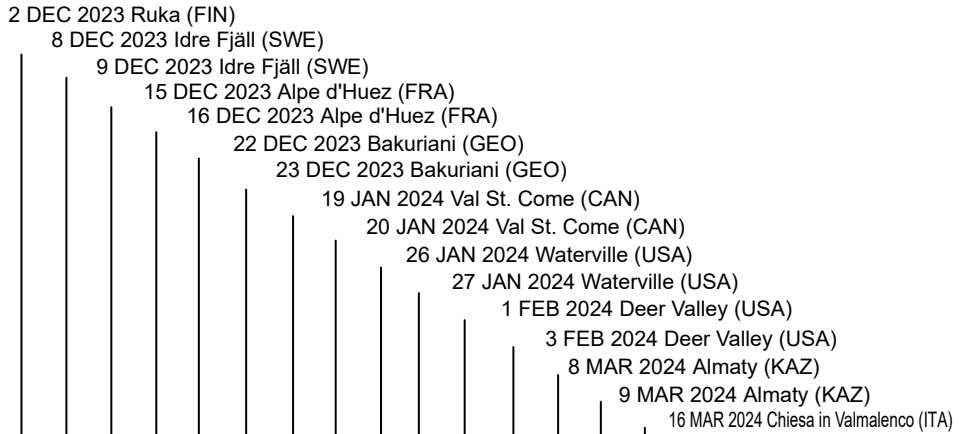 2 DEC 2023 Ruka (FIN)
8 DEC 2023 Idre Fjäll (SWE)
9 DEC 2023 Idre Fjäll (SWE)
15 DEC 2023 Alpe d'Huez (FRA)
16 DEC 2023 Alpe d'Huez (FRA)
22 DEC 2023 Bakuriani (GEO)
23 DEC 2023 Bakuriani (GEO)
19 JAN 2024 Val St. Come (CAN)
20 JAN 2024 Val St. Come (CAN)
26 JAN 2024 Waterville (USA)
27 JAN 2024 Waterville (USA)
1 FEB 2024 Deer Valley (USA)
3 FEB 2024 Deer Valley (USA)
8 MAR 2024 Almaty (KAZ)
9 MAR 2024 Almaty (KAZ)
16 MAR 2024 Chiesa in Valmalenco (ITA)